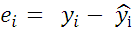 eᵢ = yᵢ − ŷᵢ